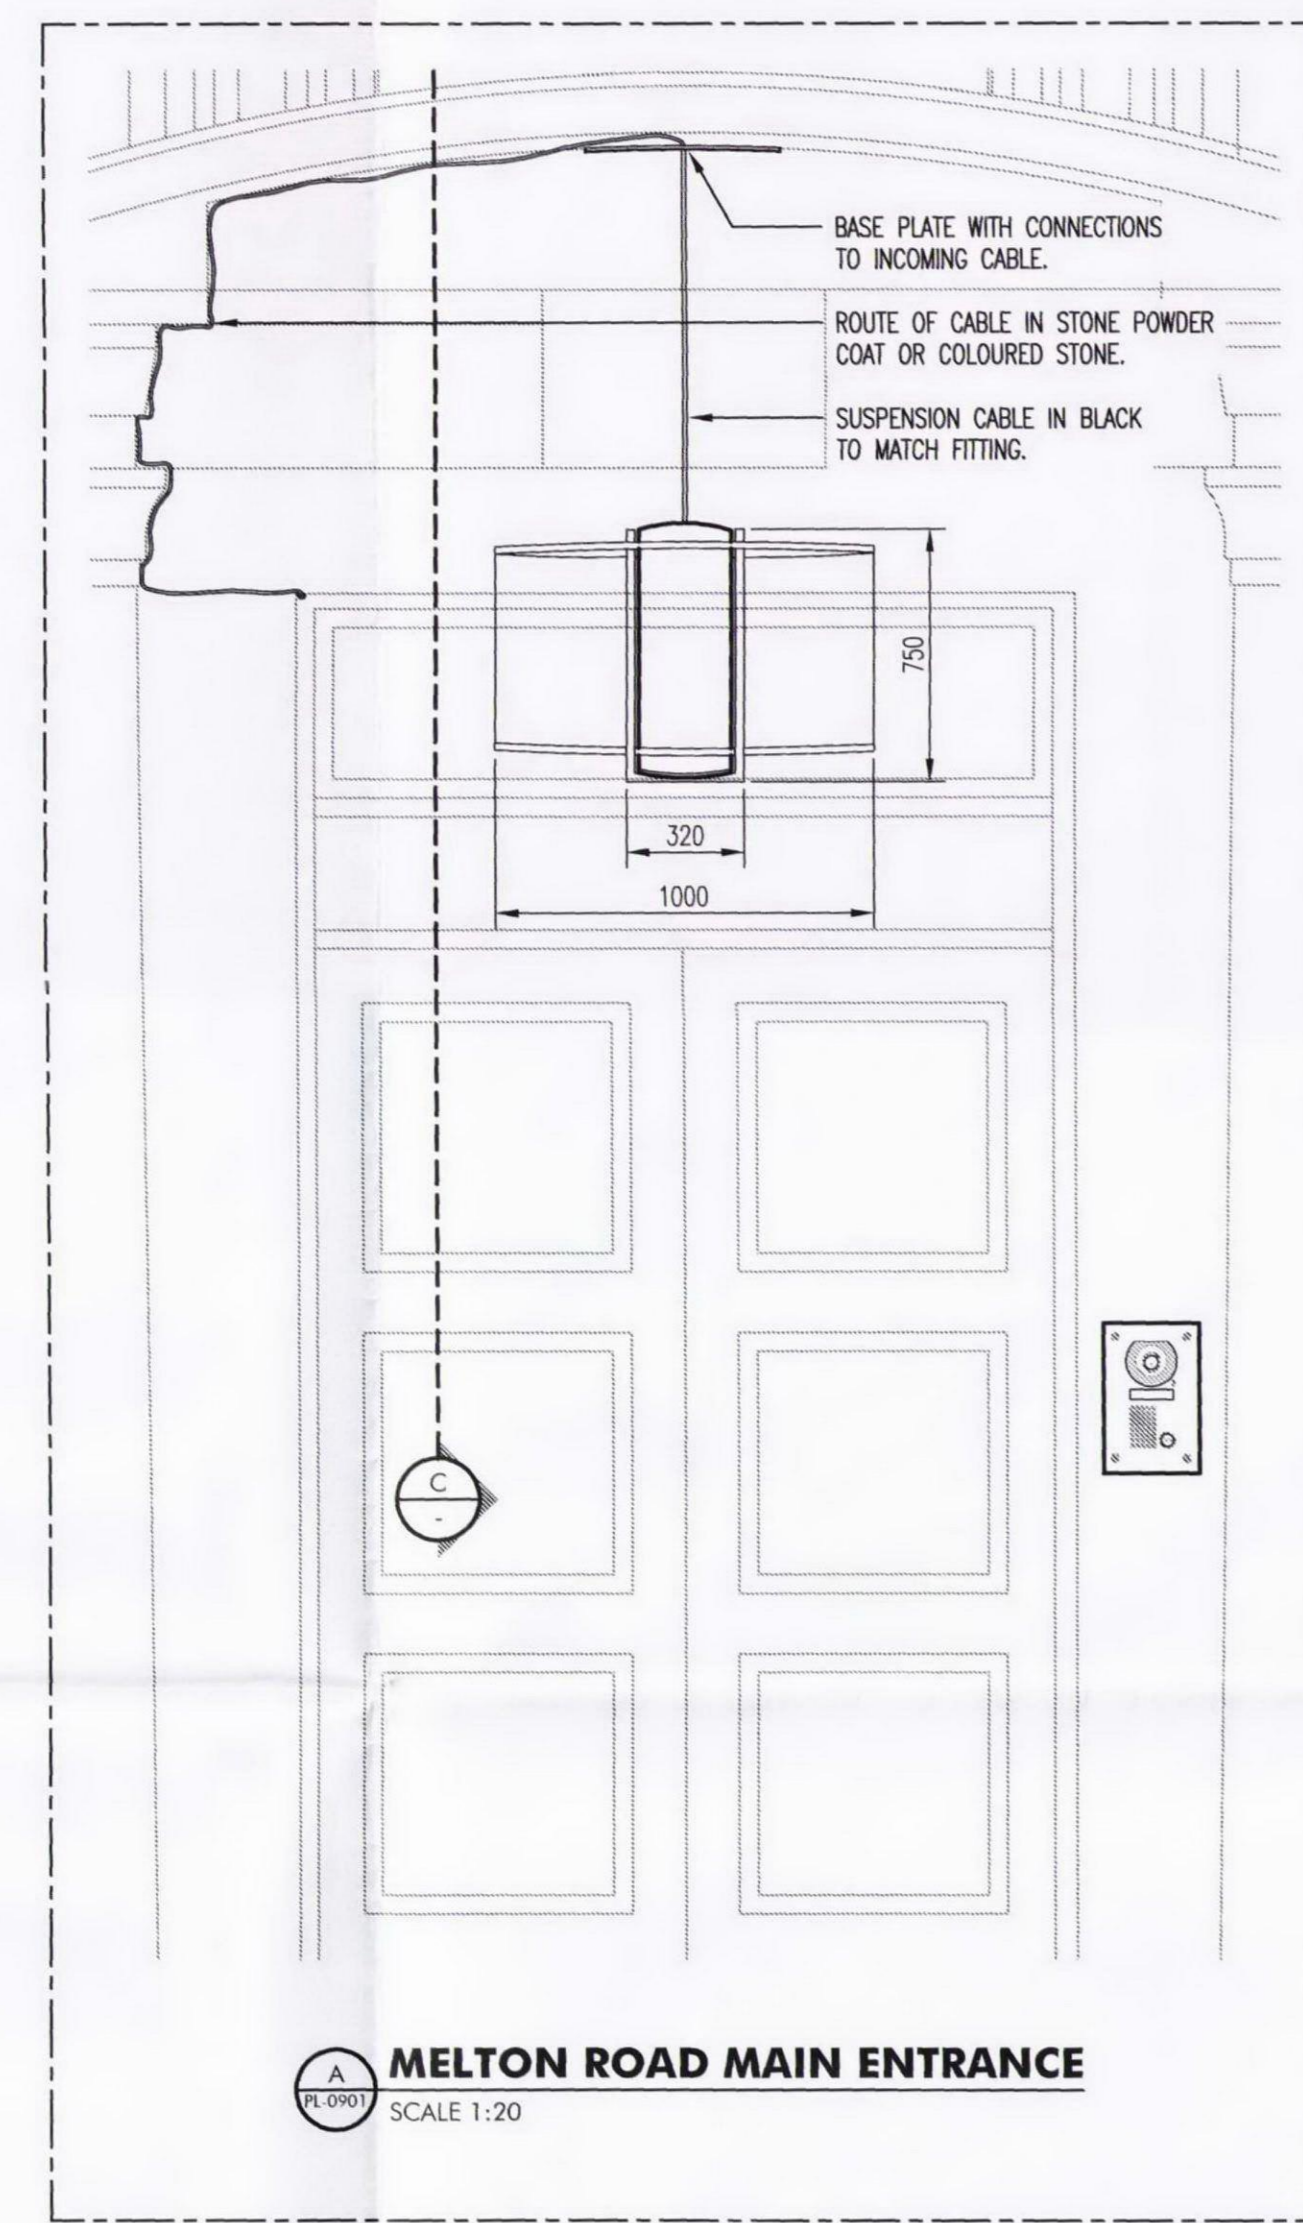 BASE PLATE WITH CONNECTIONS
TO INCOMING CABLE.
ROUTE OF CABLE IN STONE POWDER
COAT OR COLOURED STONE.
SUSPENSION CABLE IN BLACK
TO MATCH FITTING.
750
320
1000
C
-
A
PL-0901
MELTON ROAD MAIN ENTRANCE
SCALE 1:20